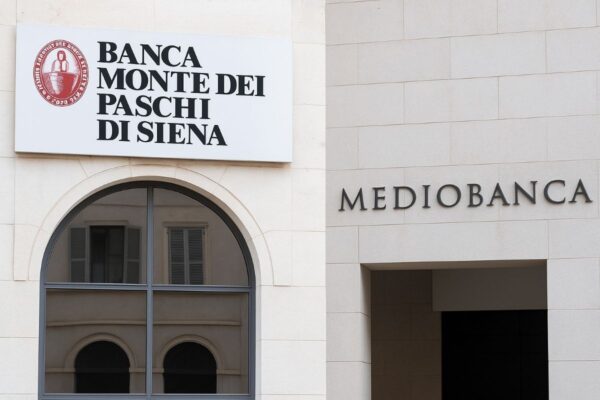 BANCA
MONTE DEI
PASCHI
DI SIENA
MEDIOBANCA